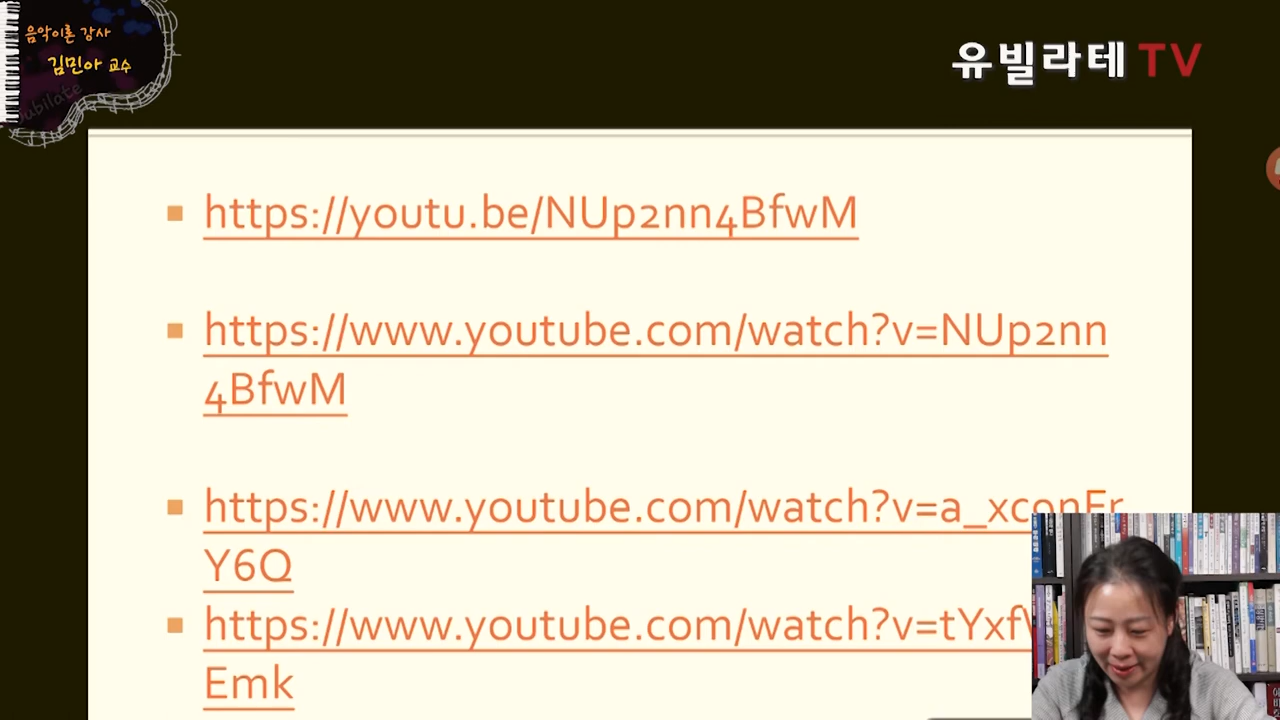 음악이론 강사
김민아 교수
Jubilate
유빌라테 TV
https://youtu.be/NUp2nn4BfwM
https://www.youtube.com/watch?v=NUp2nn
4BfwM
https://www.youtube.com/watch?v=a_xconFr
Y6Q
https://www.youtube.com/watch?v=tYxf
Emk